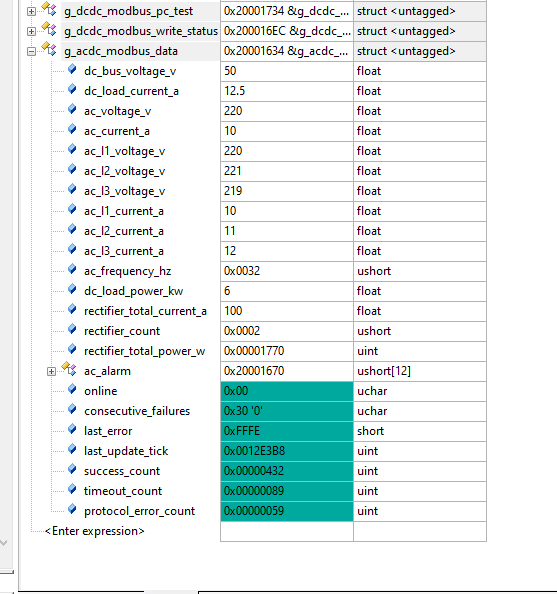 g_dcdc_modbus_pc_test 0x20001734 &g_dcdc_... struct <untagged>
g_dcdc_modbus_write_status 0x200016EC &g_dcdc_... struct <untagged>
g_acdc_modbus_data 0x20001634 &g_acdc_... struct <untagged>
dc_bus_voltage_v 50 float
dc_load_current_a 12.5 float
ac_voltage_v 220 float
ac_current_a 10 float
ac_l1_voltage_v 220 float
ac_l2_voltage_v 221 float
ac_l3_voltage_v 219 float
ac_l1_current_a 10 float
ac_l2_current_a 11 float
ac_l3_current_a 12 float
ac_frequency_hz 0x0032 ushort
dc_load_power_kw 6 float
rectifier_total_current_a 100 float
rectifier_count 0x0002 ushort
rectifier_total_power_w 0x00001770 uint
ac_alarm 0x20001670 ushort[12]
online 0x00 uchar
consecutive_failures 0x30 '0' uchar
last_error 0xFFFE short
last_update_tick 0x0012E3B8 uint
success_count 0x00000432 uint
timeout_count 0x00000089 uint
protocol_error_count 0x00000059 uint
<Enter expression>